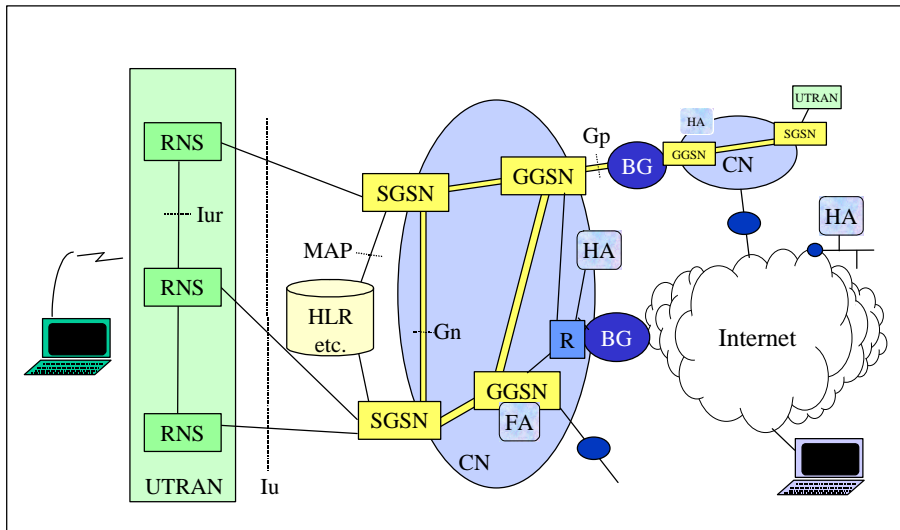 UTRAN
HA
SGSN
RNS
Gp
BG
GGSN
CN
GGSN
SGSN
Iur
HA
MAP
HA
RNS
HLR
etc.
Gn
R
BG
Internet
GGSN
SGSN
FA
RNS
CN
UTRAN
Iu